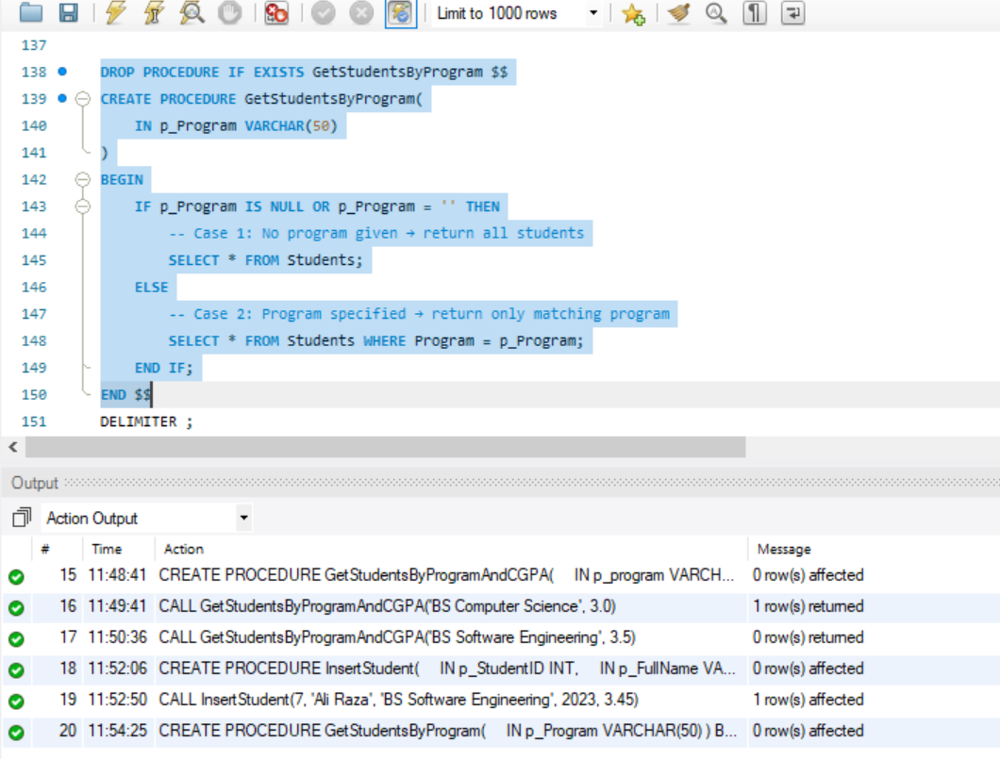 Limit to 1000 rows
137
138 DROP PROCEDURE IF EXISTS GetStudentsByProgram $$
139 CREATE PROCEDURE GetStudentsByProgram(
140 IN p_Program VARCHAR(50)
141 )
142 BEGIN
143 IF p_Program IS NULL OR p_Program = '' THEN
144 -- Case 1: No program given → return all students
145 SELECT * FROM Students;
146 ELSE
147 -- Case 2: Program specified → return only matching program
148 SELECT * FROM Students WHERE Program = p_Program;
149 END IF;
150 END $$
151 DELIMITER ;
Output
Action Output
# Time Action Message
15 11:48:41 CREATE PROCEDURE GetStudentsByProgramAndCGPA( IN p_program VARCH... 0 row(s) affected
16 11:49:41 CALL GetStudentsByProgramAndCGPA('BS Computer Science', 3.0) 1 row(s) returned
17 11:50:36 CALL GetStudentsByProgramAndCGPA('BS Software Engineering', 3.5) 0 row(s) returned
18 11:52:06 CREATE PROCEDURE InsertStudent( IN p_StudentID INT, IN p_FullName VA... 0 row(s) affected
19 11:52:50 CALL InsertStudent(7, 'Ali Raza', 'BS Software Engineering', 2023, 3.45) 1 row(s) affected
20 11:54:25 CREATE PROCEDURE GetStudentsByProgram( IN p_Program VARCHAR(50) ) B... 0 row(s) affected